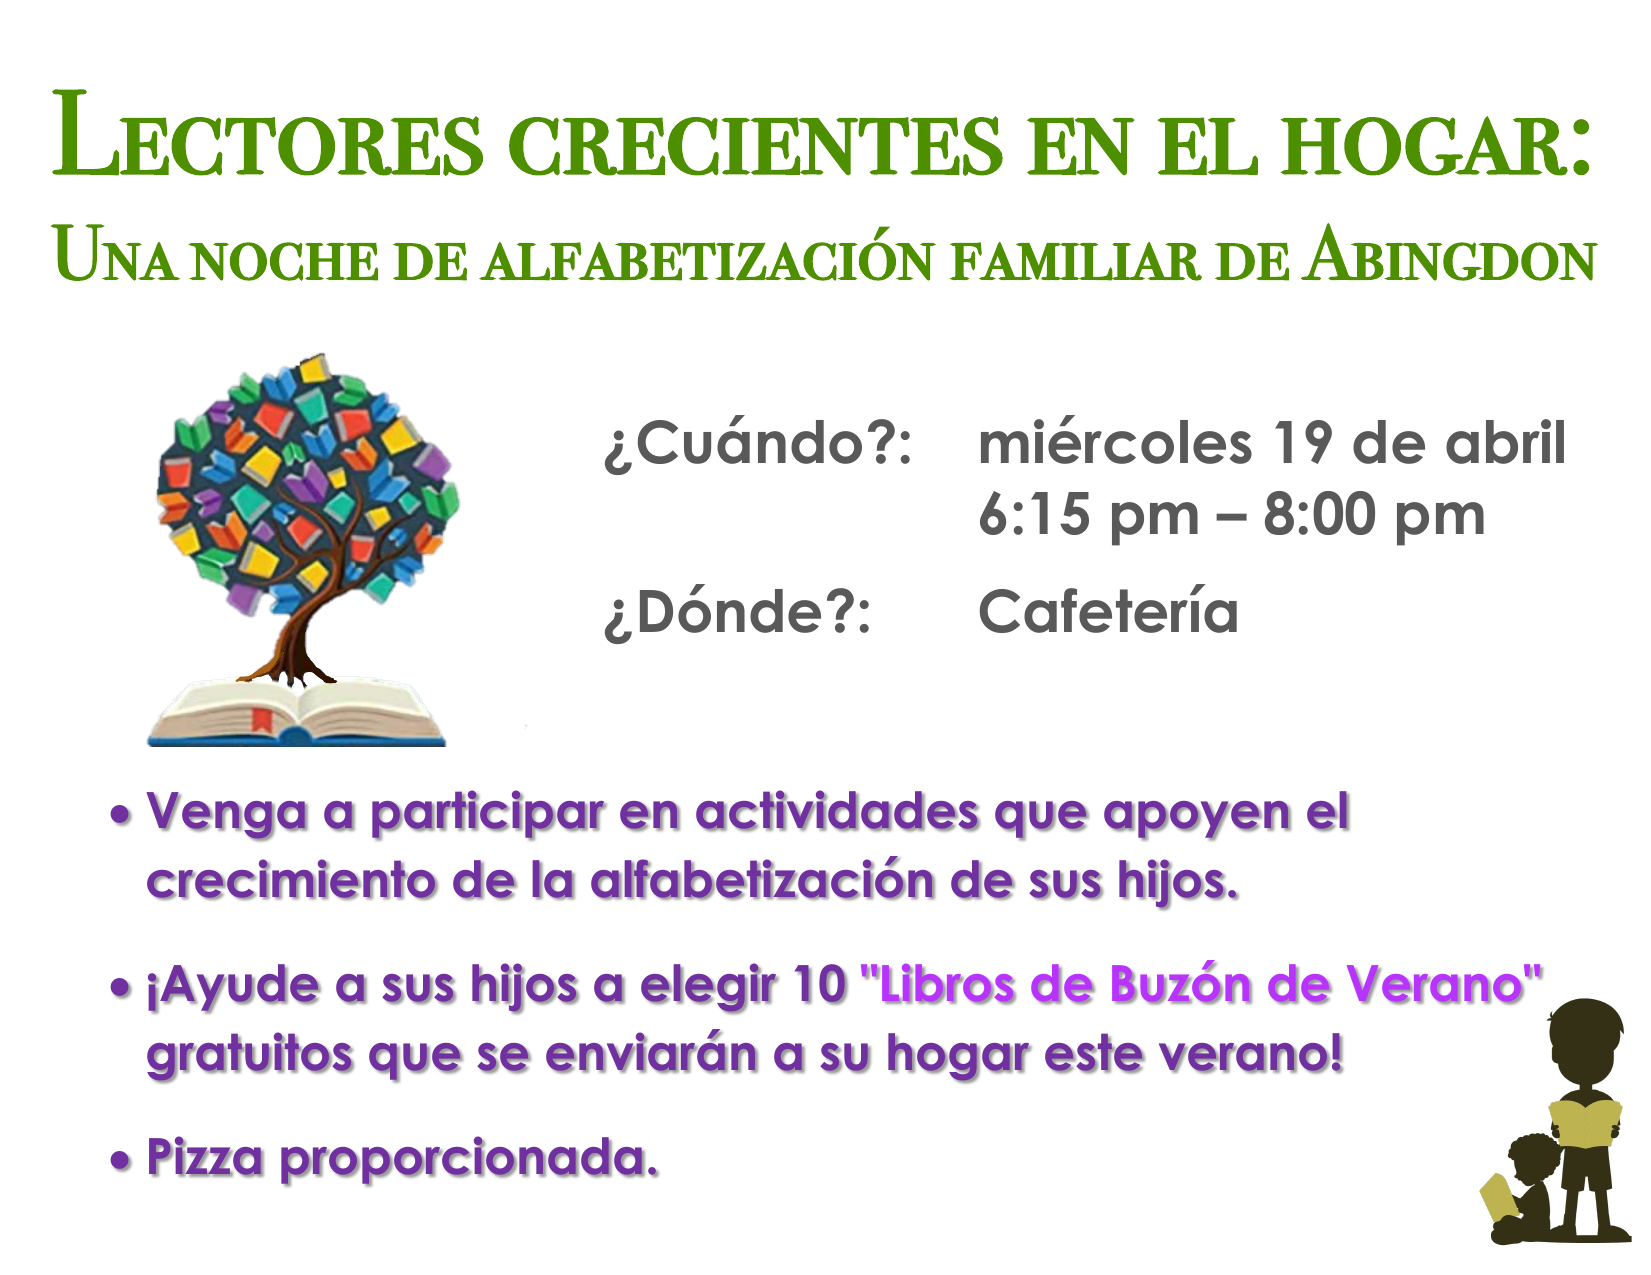 Lectores crecientes en el hogar:
Una noche de alfabetización familiar de Abingdon
¿Cuándo?: miércoles 19 de abril
6:15 pm – 8:00 pm
¿Dónde?: Cafetería
• Venga a participar en actividades que apoyen el
crecimiento de la alfabetización de sus hijos.
• ¡Ayude a sus hijos a elegir 10 "Libros de Buzón de Verano"
gratuitos que se enviarán a su hogar este verano!
• Pizza proporcionada.